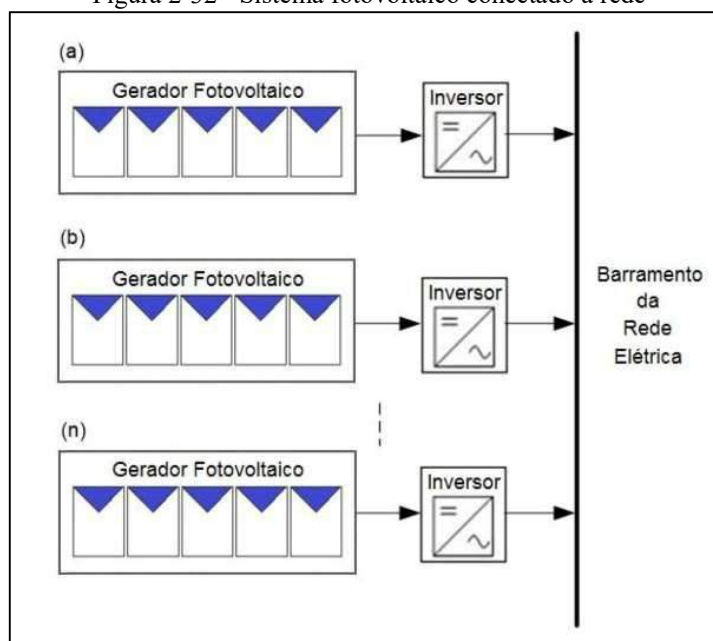 Figura 2-32 - Sistema fotovoltaico conectado à rede
(a)
Gerador Fotovoltaico
Inversor
(b)
Gerador Fotovoltaico
Inversor
Barramento
da
Rede
Elétrica
(n)
Gerador Fotovoltaico
Inversor